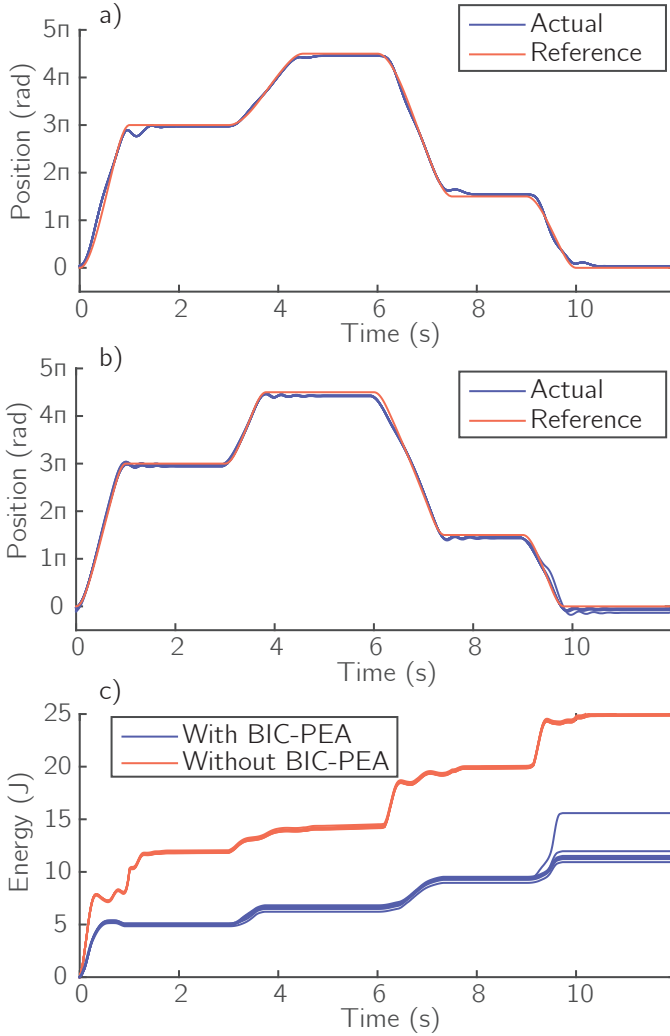 a)
5π
4π
3π
2π
1π
0
Position (rad)
Actual
Reference
0 2 4 6 8 10
Time (s)
b)
5π
4π
3π
2π
1π
0
Position (rad)
Actual
Reference
0 2 4 6 8 10
Time (s)
c)
25
20
15
10
5
0
Energy (J)
With BIC-PEA
Without BIC-PEA
0 2 4 6 8 10
Time (s)